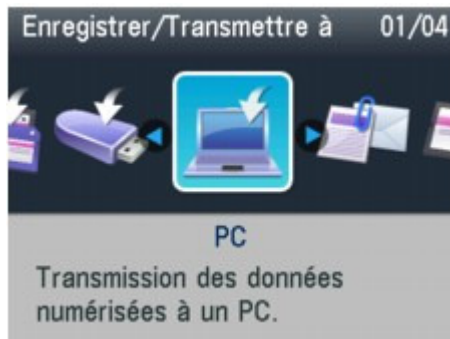 Enregistrer/Transmettre à 01/04
PC
Transmission des données
numérisées à un PC.